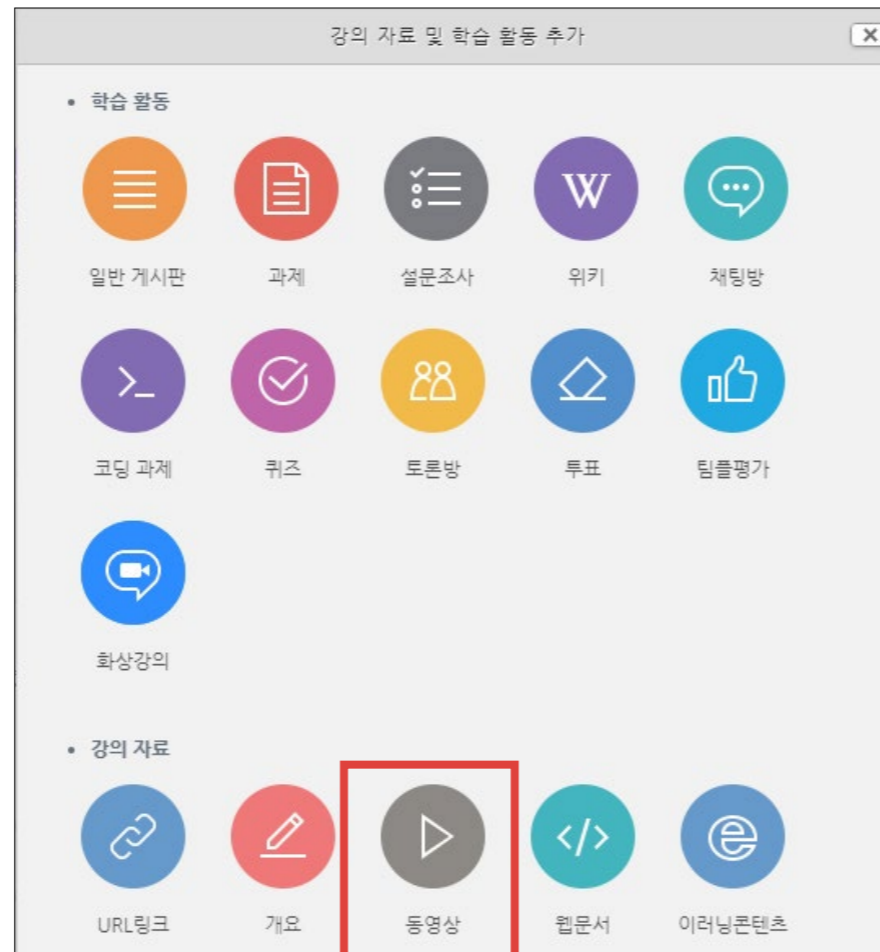 강의 자료 및 학습 활동 추가
학습 활동
일반 게시판 과제 설문조사 위키 채팅방
코딩 과제 퀴즈 토론방 투표 팀플평가
화상강의
강의 자료
URL링크 개요 동영상 웹문서 이러닝콘텐츠